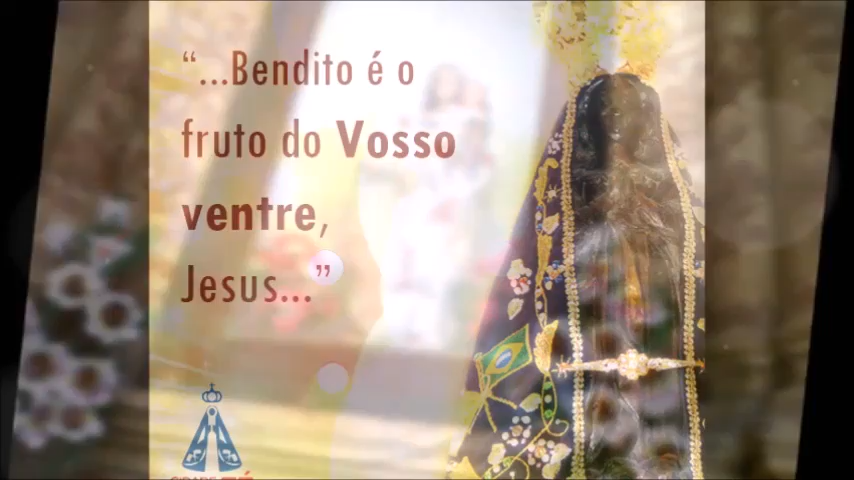 “...Bendito é o
fruto do Vosso
ventre,
Jesus...”